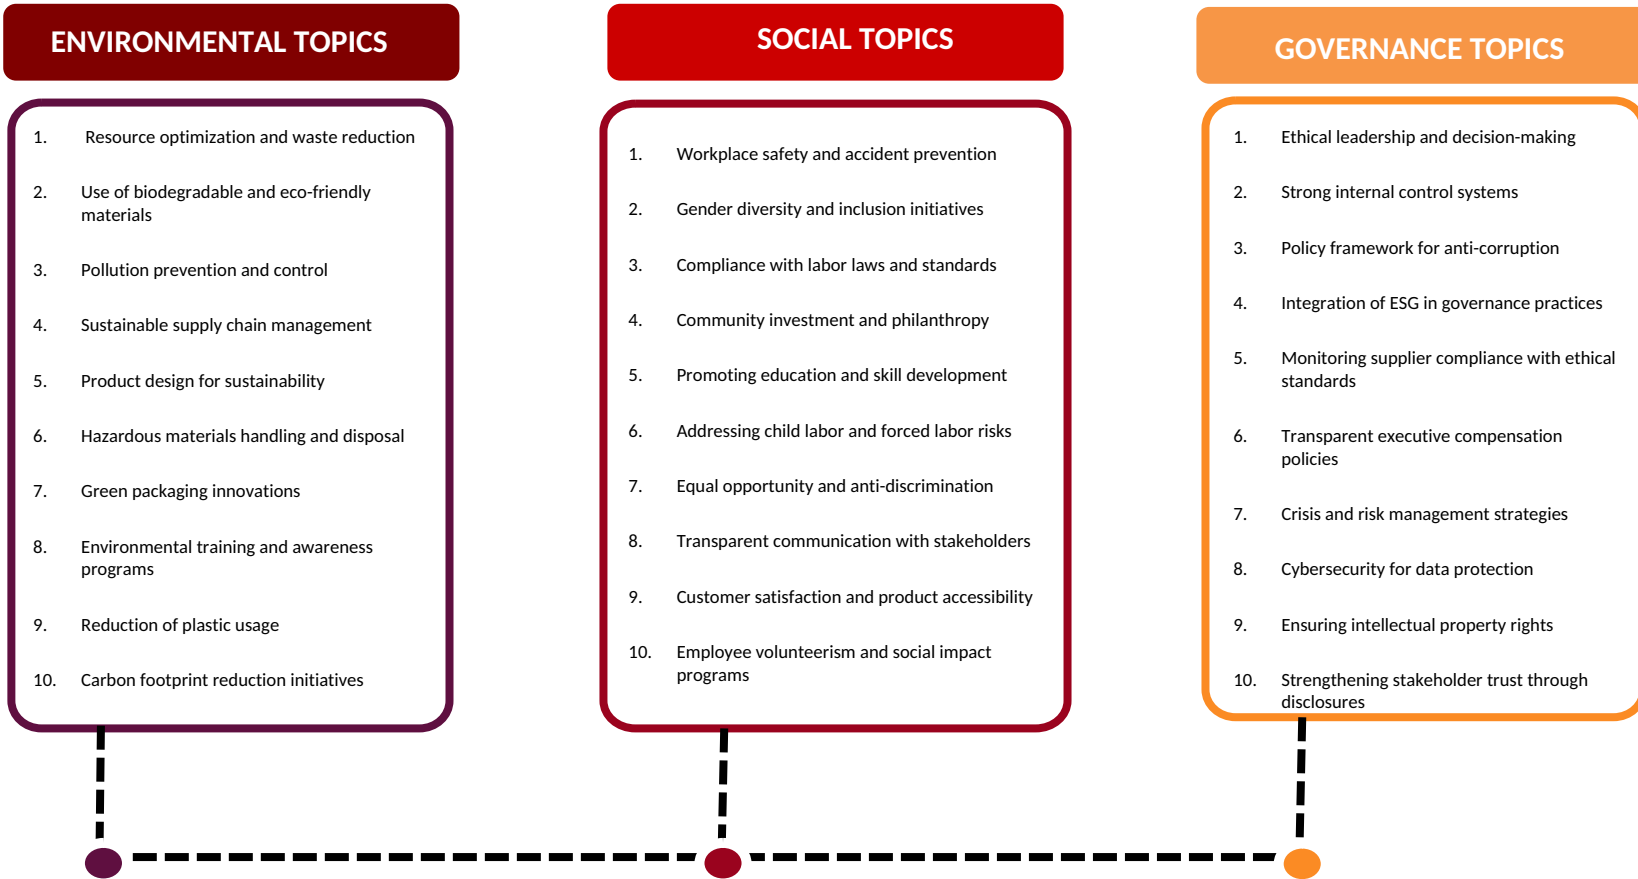 ENVIRONMENTAL TOPICS
1. Resource optimization and waste reduction
2. Use of biodegradable and eco-friendly
materials
3. Pollution prevention and control
4. Sustainable supply chain management
5. Product design for sustainability
6. Hazardous materials handling and disposal
7. Green packaging innovations
8. Environmental training and awareness
programs
9. Reduction of plastic usage
10. Carbon footprint reduction initiatives
SOCIAL TOPICS
1. Workplace safety and accident prevention
2. Gender diversity and inclusion initiatives
3. Compliance with labor laws and standards
4. Community investment and philanthropy
5. Promoting education and skill development
6. Addressing child labor and forced labor risks
7. Equal opportunity and anti-discrimination
8. Transparent communication with stakeholders
9. Customer satisfaction and product accessibility
10. Employee volunteerism and social impact
programs
GOVERNANCE TOPICS
1. Ethical leadership and decision-making
2. Strong internal control systems
3. Policy framework for anti-corruption
4. Integration of ESG in governance practices
5. Monitoring supplier compliance with ethical
standards
6. Transparent executive compensation
policies
7. Crisis and risk management strategies
8. Cybersecurity for data protection
9. Ensuring intellectual property rights
10. Strengthening stakeholder trust through
disclosures